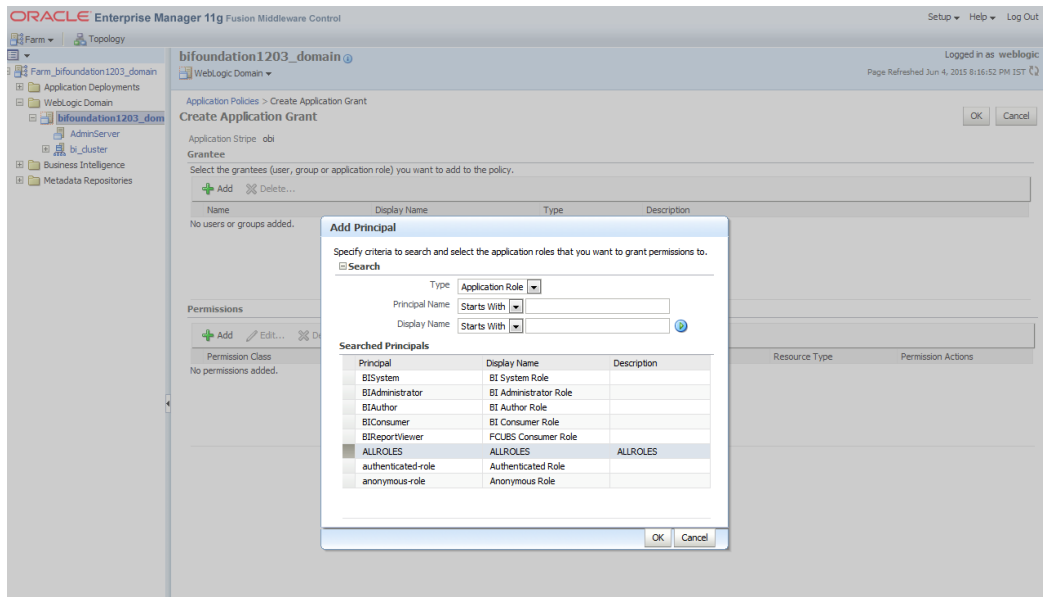 ORACLE Enterprise Manager 11g Fusion Middleware Control
Setup Help Log Out
Farm Topology
Farm_bifoundation1203_domain
Application Deployments
WebLogic Domain
bifoundation1203_dom
AdminServer
bi_cluster
Business Intelligence
Metadata Repositories
bifoundation1203_domain
Logged in as weblogic
WebLogic Domain
Page Refreshed Jun 4, 2015 8:16:52 PM IST
Application Policies > Create Application Grant
Create Application Grant
OK Cancel
Application Stripe obi
Grantee
Select the grantees (user, group or application role) you want to add to the policy.
Add Delete...
Name Display Name Type Description
No users or groups added.
Permissions
Add Edit... De
Permission Class Resource Type Permission Actions
No permissions added.
Add Principal
Specify criteria to search and select the application roles that you want to grant permissions to.
Search
Type Application Role
Principal Name Starts With
Display Name Starts With
Searched Principals
Principal Display Name Description
BISystem BI System Role
BIAdministrator BI Administrator Role
BIAuthor BI Author Role
BIConsumer BI Consumer Role
BIReportViewer FCUBS Consumer Role
ALLROLES ALLROLES ALLROLES
authenticated-role Authenticated Role
anonymous-role Anonymous Role
OK Cancel